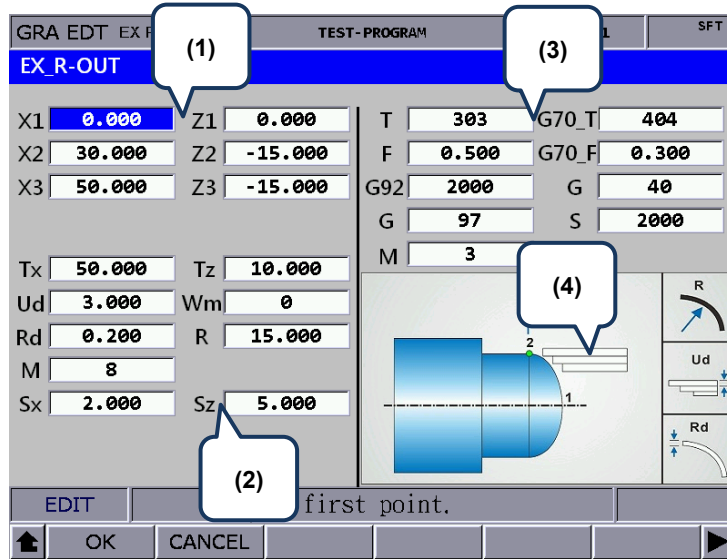 GRA EDT EX R TEST-PROGRAM 1 SFT
EX_R-OUT
(1)
(3)
X1 0.000 Z1 0.000 T 303 G70_T 404
X2 30.000 Z2 -15.000 F 0.500 G70_F 0.300
X3 50.000 Z3 -15.000 G92 2000 G 40
G 97 S 2000
M 3
Tx 50.000 Tz 10.000
Ud 3.000 Wm 0
Rd 0.200 R 15.000
M 8
Sx 2.000 Sz 5.000
(4)
R
2
Ud
1
Rd
(2)
EDIT first point.
OK CANCEL